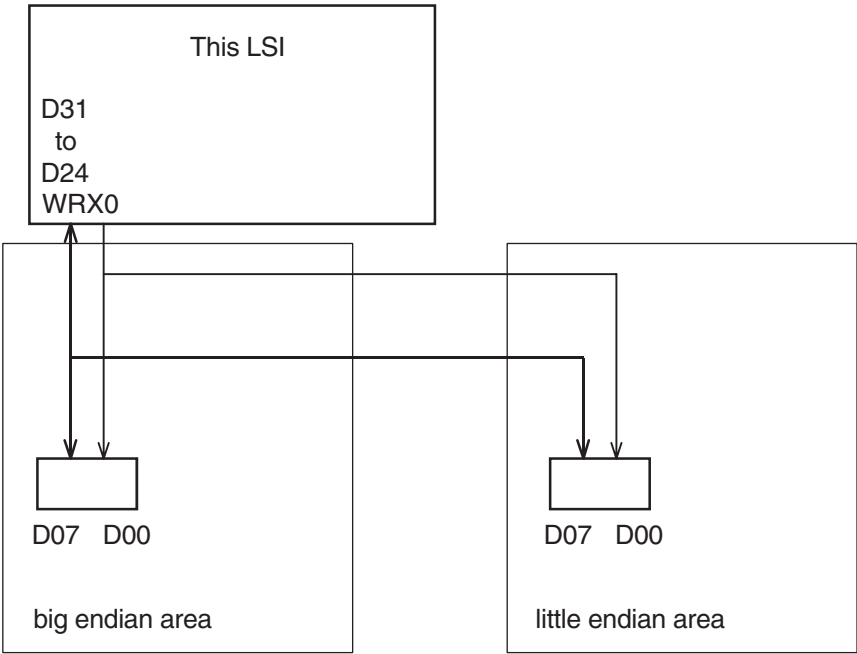 This LSI
D31
to
D24
WRX0
D07 D00
D07 D00
big endian area
little endian area